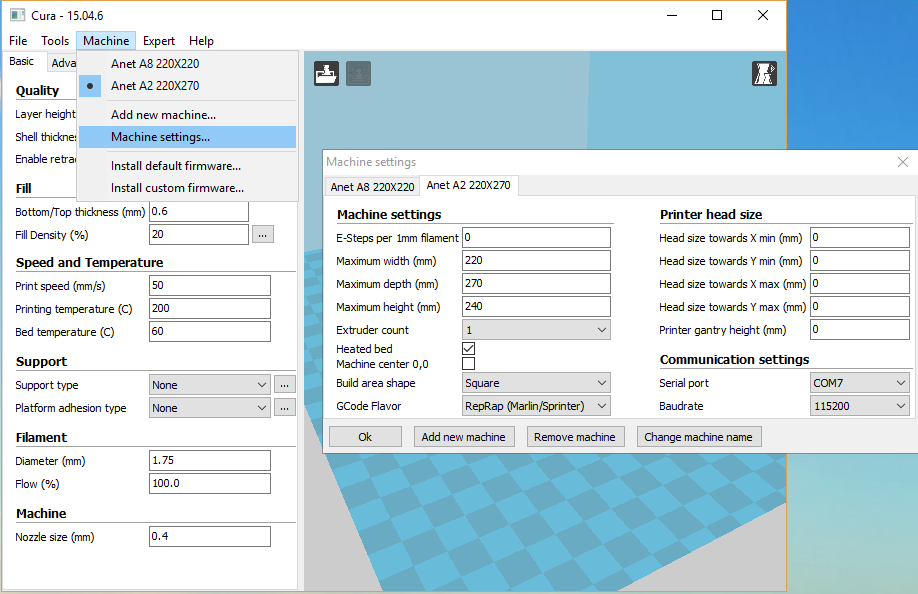 Cura - 15.04.6
File Tools Machine Expert Help
Basic Adva
Anet A8 220X220
Anet A2 220X270
Add new machine...
Machine settings...
Install default firmware...
Install custom firmware...
Quality
Layer height
Shell thickne
Enable retra
Fill
Bottom/Top thickness (mm) 0.6
Fill Density (%) 20 ...
Speed and Temperature
Print speed (mm/s) 50
Printing temperature (C) 200
Bed temperature (C) 60
Support
Support type None ...
Platform adhesion type None ...
Filament
Diameter (mm) 1.75
Flow (%) 100.0
Machine
Nozzle size (mm) 0.4
Machine settings
Anet A8 220X220 Anet A2 220X270
Machine settings
E-Steps per 1mm filament 0
Maximum width (mm) 220
Maximum depth (mm) 270
Maximum height (mm) 240
Extruder count 1
Heated bed
Machine center 0,0
Build area shape Square
GCode Flavor RepRap (Marlin/Sprinter)
Printer head size
Head size towards X min (mm) 0
Head size towards Y min (mm) 0
Head size towards X max (mm) 0
Head size towards Y max (mm) 0
Printer gantry height (mm) 0
Communication settings
Serial port COM7
Baudrate 115200
Ok Add new machine Remove machine Change machine name